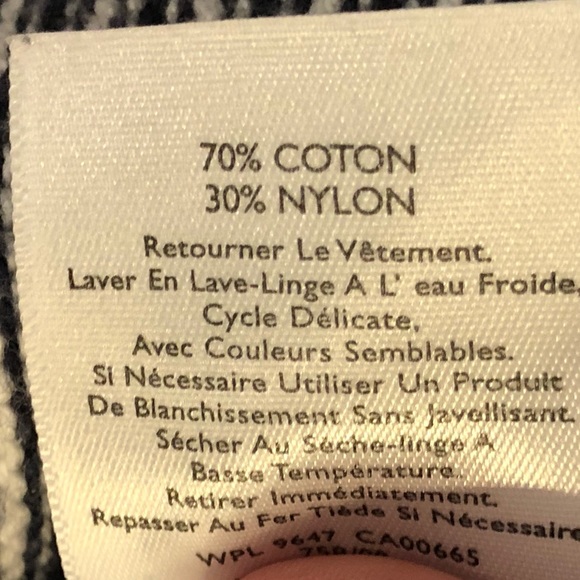 70% COTON
30% NYLON
Retourner Le Vêtement.
Laver En Lave-Linge A L' eau Froide,
Cycle Délicate,
Avec Couleurs Semblables.
Si Nécessaire Utiliser Un Produit
De Blanchissement Sans Javellisant.
Sécher Au Sèche-linge A
Basse Température.
Retirer Immédiatement.
Repasser Au Fer Tiède Si Nécessaire
WPL 9647 CA00665